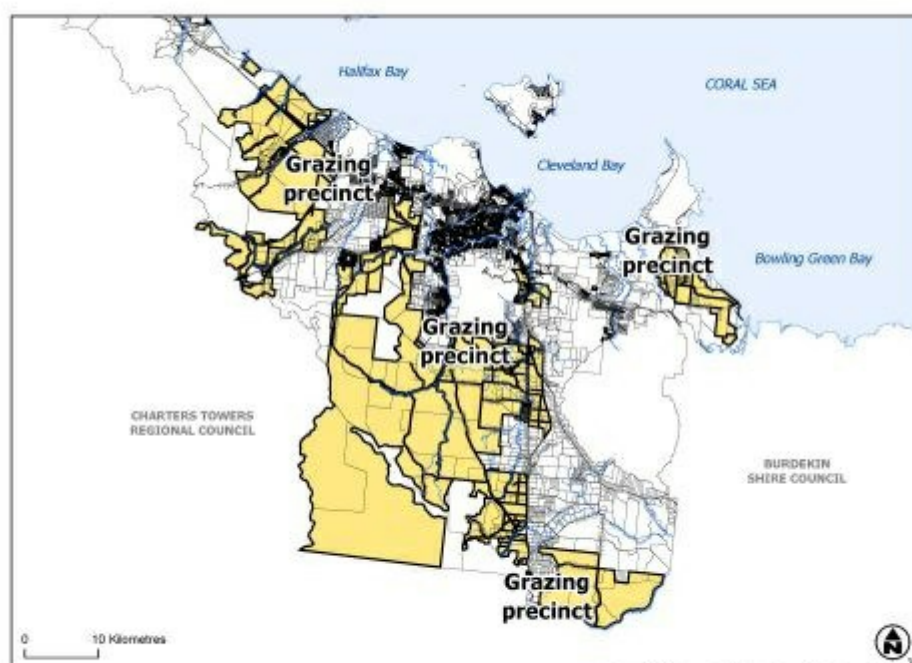 Halifax Bay
CORAL SEA
Grazing
precinct
Cleveland Bay
Grazing
precinct
Bowling Green Bay
Grazing
precinct
CHARTERS TOWERS
REGIONAL COUNCIL
BURDEKIN
SHIRE COUNCIL
Grazing
precinct
0 10 Kilometres
N